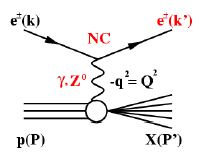 e±(k) e±(k')
NC
γ, Z⁰ -q²= Q²
p(P) X(P')